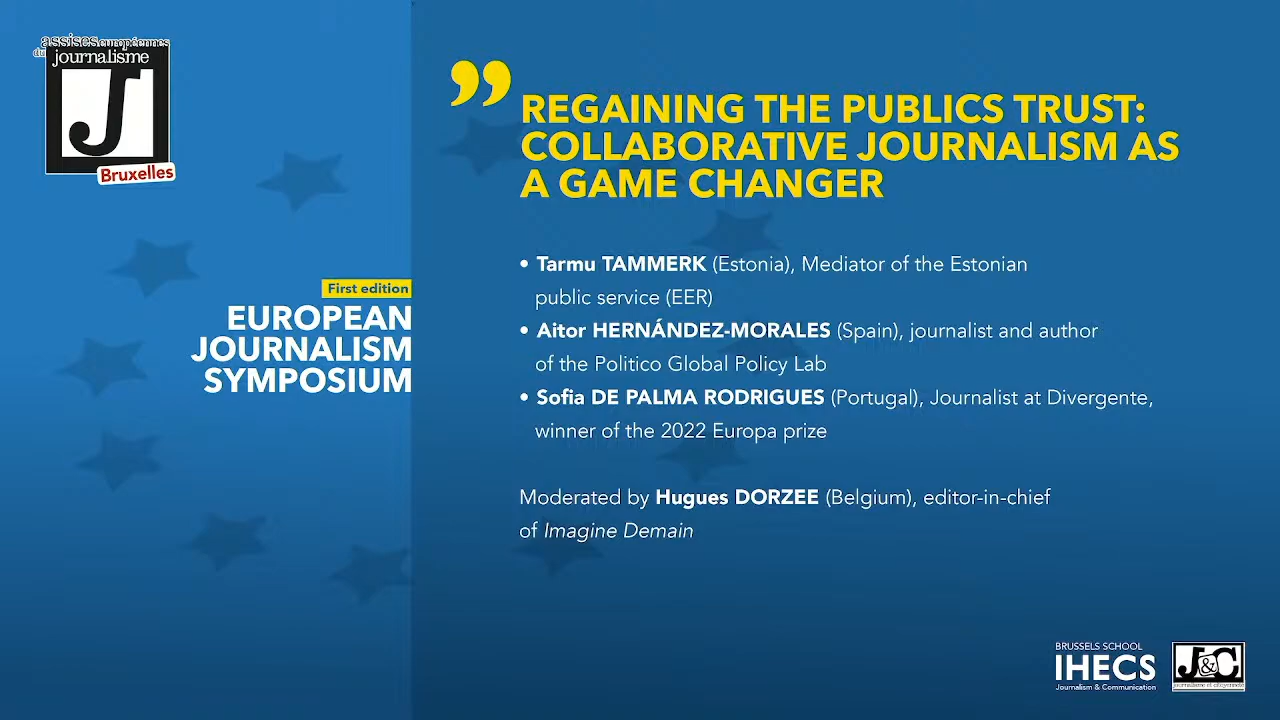 assises européennes
du journalisme
J
Bruxelles
First edition
EUROPEAN
JOURNALISM
SYMPOSIUM
” REGAINING THE PUBLICS TRUST:
COLLABORATIVE JOURNALISM AS
A GAME CHANGER
• Tarmu TAMMERK (Estonia), Mediator of the Estonian
public service (EER)
• Aitor HERNÁNDEZ-MORALES (Spain), journalist and author
of the Politico Global Policy Lab
• Sofia DE PALMA RODRIGUES (Portugal), Journalist at Divergente,
winner of the 2022 Europa prize
Moderated by Hugues DORZEE (Belgium), editor-in-chief
of Imagine Demain
BRUSSELS SCHOOL
IHECS
Journalism & Communication
J&C
journalisme et citoyenneté